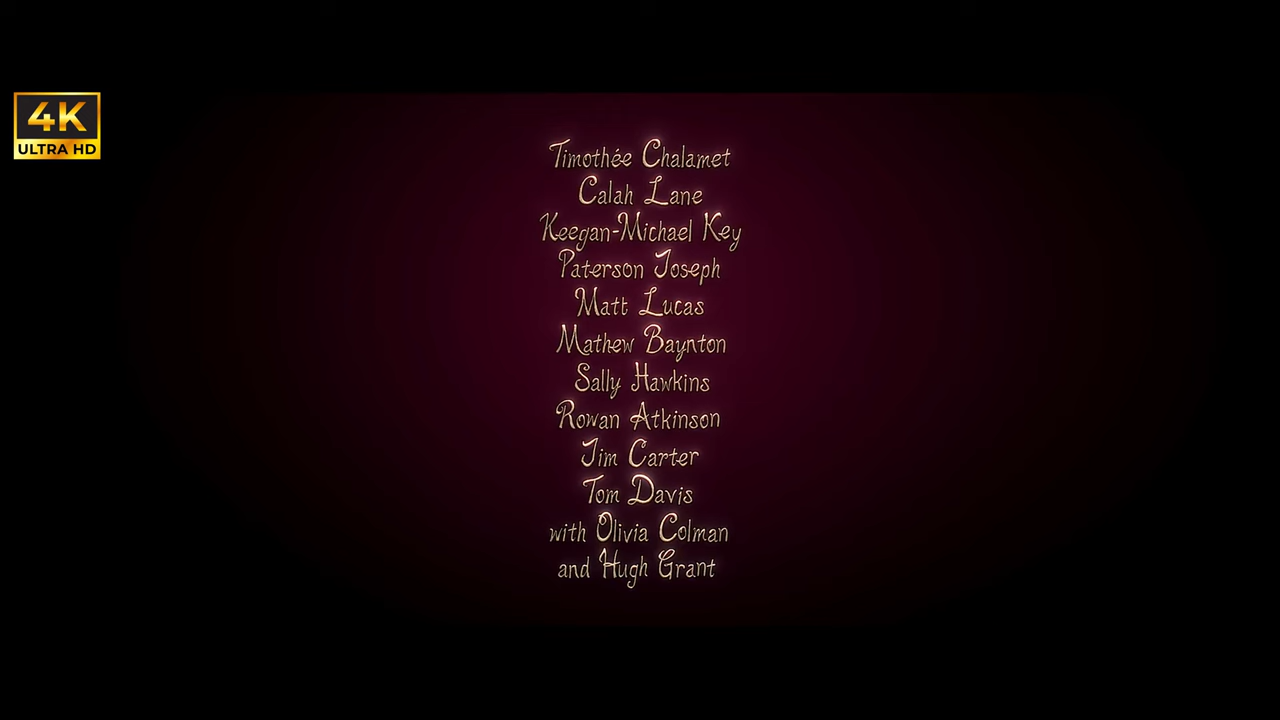 4K
ULTRA HD
Timothée Chalamet
Calah Lane
Keegan-Michael Key
Paterson Joseph
Matt Lucas
Mathew Baynton
Sally Hawkins
Rowan Atkinson
Jim Carter
Tom Davis
with Olivia Colman
and Hugh Grant